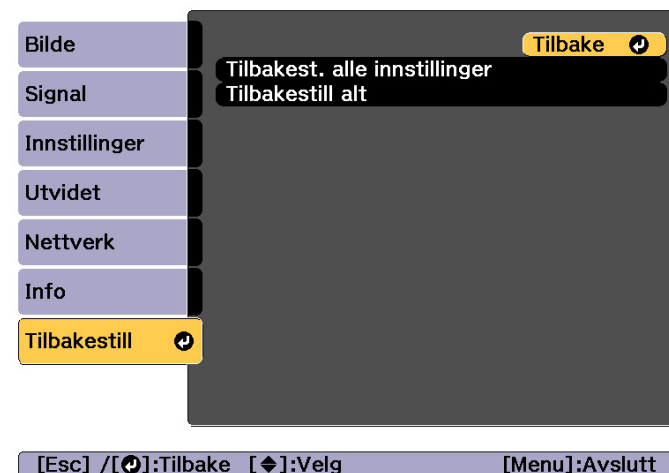 Bilde
Signal
Innstillinger
Utvidet
Nettverk
Info
Tilbakestill
Tilbake
Tilbakest. alle innstillinger
Tilbakestill alt
[Esc] /[⏎]:Tilbake [◆]:Velg [Menu]:Avslutt